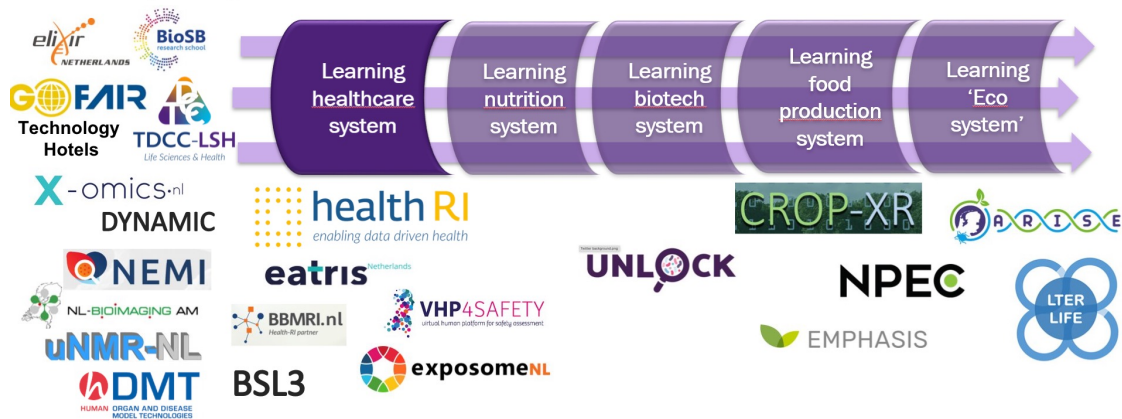 elixir
NETHERLANDS
BioSB
research school
GO FAIR
Technology
Hotels
DTL
TDCC-LSH
Life Sciences & Health
Learning
healthcare
system
Learning
nutrition
system
Learning
biotech
system
Learning
food
production
system
Learning
‘Eco
system’
X-omics.nl
DYNAMIC
NEMI
NL-BIOIMAGING AM
uNMR-NL
hDMT
HUMAN ORGAN AND DISEASE
MODEL TECHNOLOGIES
health RI
enabling data driven health
eatris Netherlands
BBMRI.nl
Health-RI partner
VHP4SAFETY
virtual human platform for safety assessment
BSL3
exposomeNL
Twitter background.png
UNLOCK
CROP-XR
NPEC
EMPHASIS
ARISE
LTER
LIFE